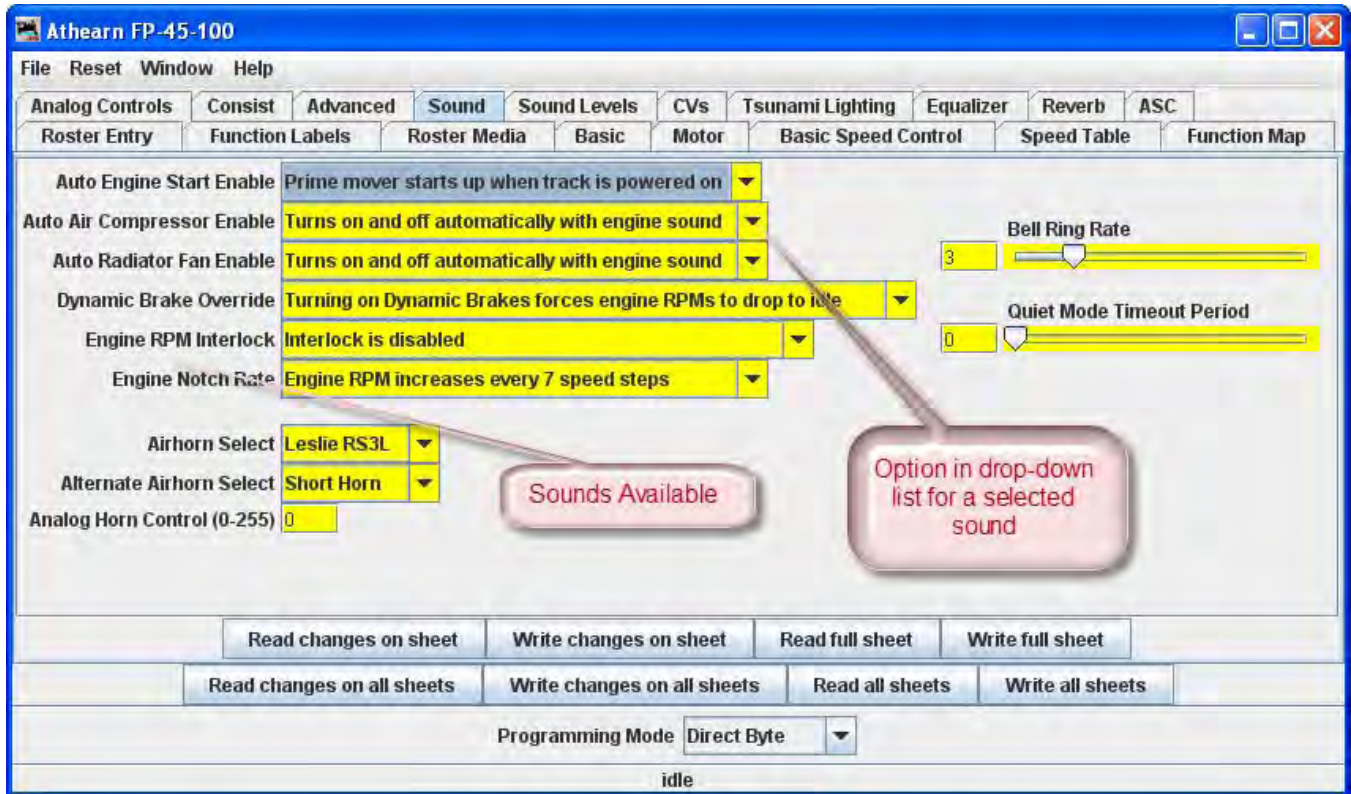 Athearn FP-45-100
File Reset Window Help
Analog Controls Consist Advanced Sound Sound Levels CVs Tsunami Lighting Equalizer Reverb ASC
Roster Entry Function Labels Roster Media Basic Motor Basic Speed Control Speed Table Function Map
Auto Engine Start Enable Prime mover starts up when track is powered on
Auto Air Compressor Enable Turns on and off automatically with engine sound
Auto Radiator Fan Enable Turns on and off automatically with engine sound
Dynamic Brake Override Turning on Dynamic Brakes forces engine RPMs to drop to idle
Engine RPM Interlock Interlock is disabled
Engine Notch Rate Engine RPM increases every 7 speed steps
Airhorn Select Leslie RS3L
Alternate Airhorn Select Short Horn
Analog Horn Control (0-255) 0
Bell Ring Rate
3
Quiet Mode Timeout Period
0
Sounds Available
Option in drop-down
list for a selected
sound
Read changes on sheet Write changes on sheet Read full sheet Write full sheet
Read changes on all sheets Write changes on all sheets Read all sheets Write all sheets
Programming Mode Direct Byte
idle